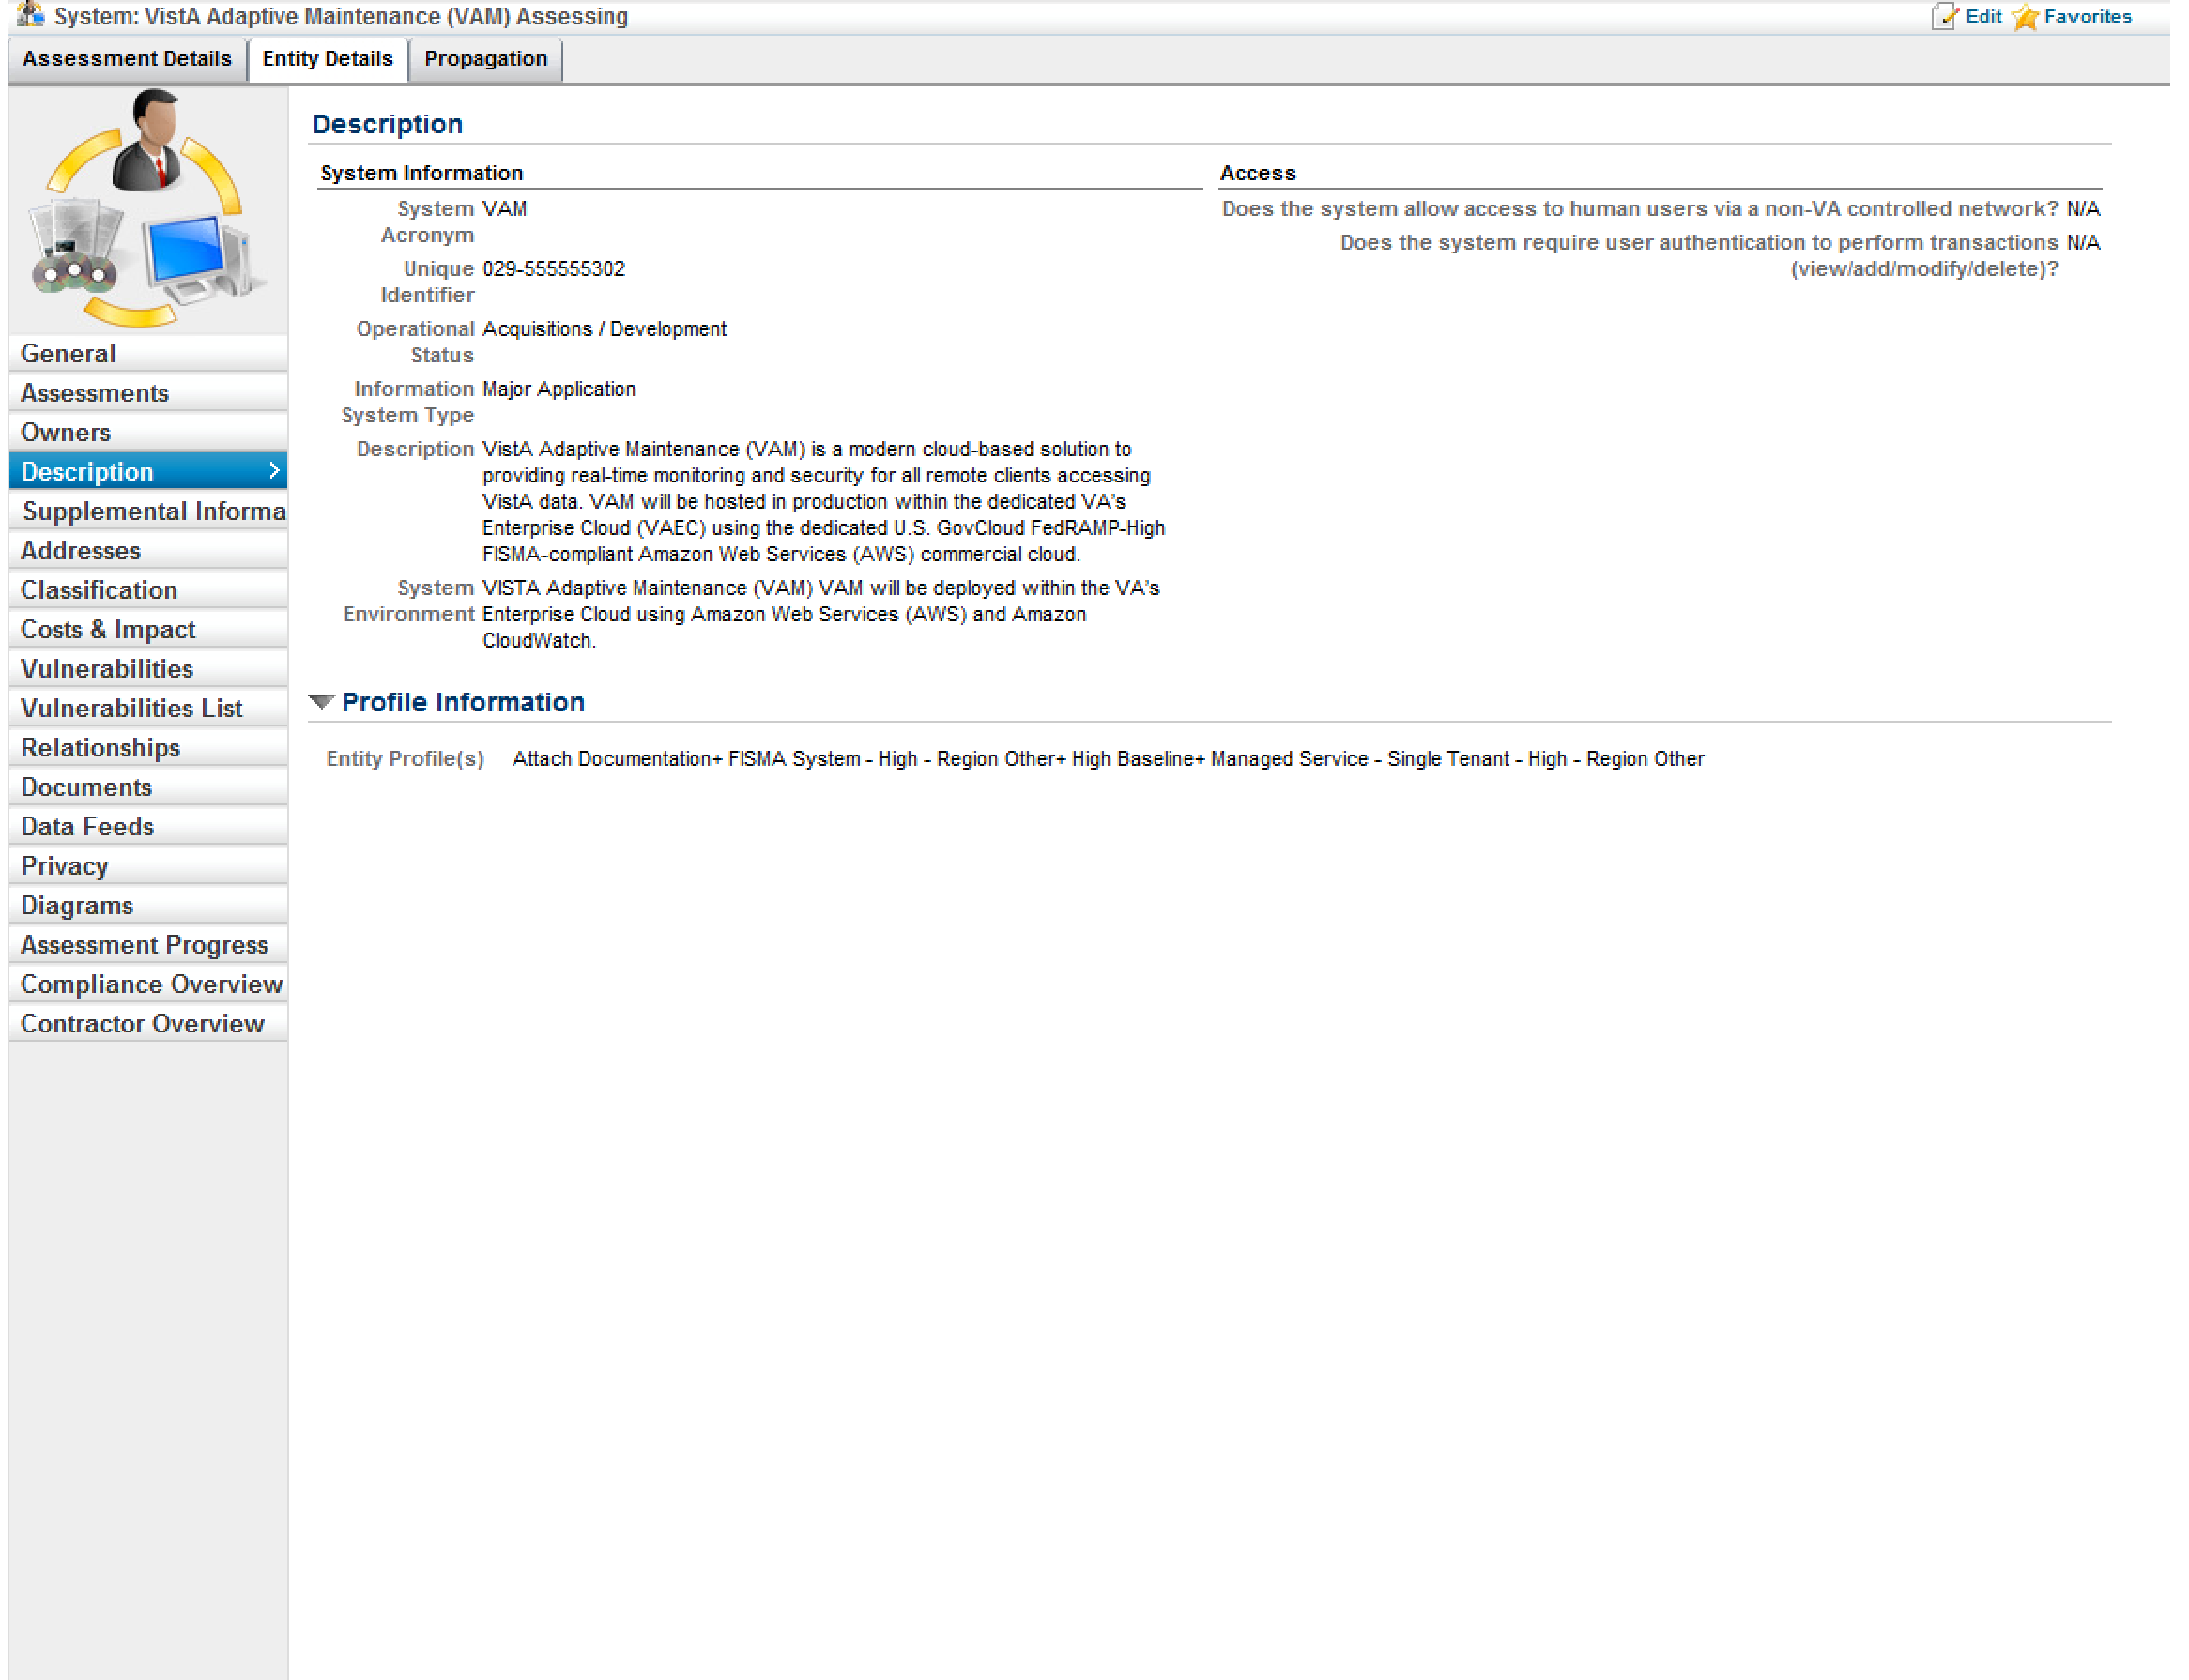 System: VistA Adaptive Maintenance (VAM) Assessing
Edit Favorites
Assessment Details Entity Details Propagation
General
Assessments
Owners
Description
Supplemental Informa
Addresses
Classification
Costs & Impact
Vulnerabilities
Vulnerabilities List
Relationships
Documents
Data Feeds
Privacy
Diagrams
Assessment Progress
Compliance Overview
Contractor Overview
Description
System Information
System Acronym VAM
Unique Identifier 029-555555302
Operational Status Acquisitions / Development
Information System Type Major Application
Description VistA Adaptive Maintenance (VAM) is a modern cloud-based solution to
providing real-time monitoring and security for all remote clients accessing
VistA data. VAM will be hosted in production within the dedicated VA's
Enterprise Cloud (VAEC) using the dedicated U.S. GovCloud FedRAMP-High
FISMA-compliant Amazon Web Services (AWS) commercial cloud.
System VISTA Adaptive Maintenance (VAM) VAM will be deployed within the VA's
Environment Enterprise Cloud using Amazon Web Services (AWS) and Amazon
CloudWatch.
Access
Does the system allow access to human users via a non-VA controlled network? N/A
Does the system require user authentication to perform transactions N/A
(view/add/modify/delete)?
Profile Information
Entity Profile(s) Attach Documentation+ FISMA System - High - Region Other+ High Baseline+ Managed Service - Single Tenant - High - Region Other